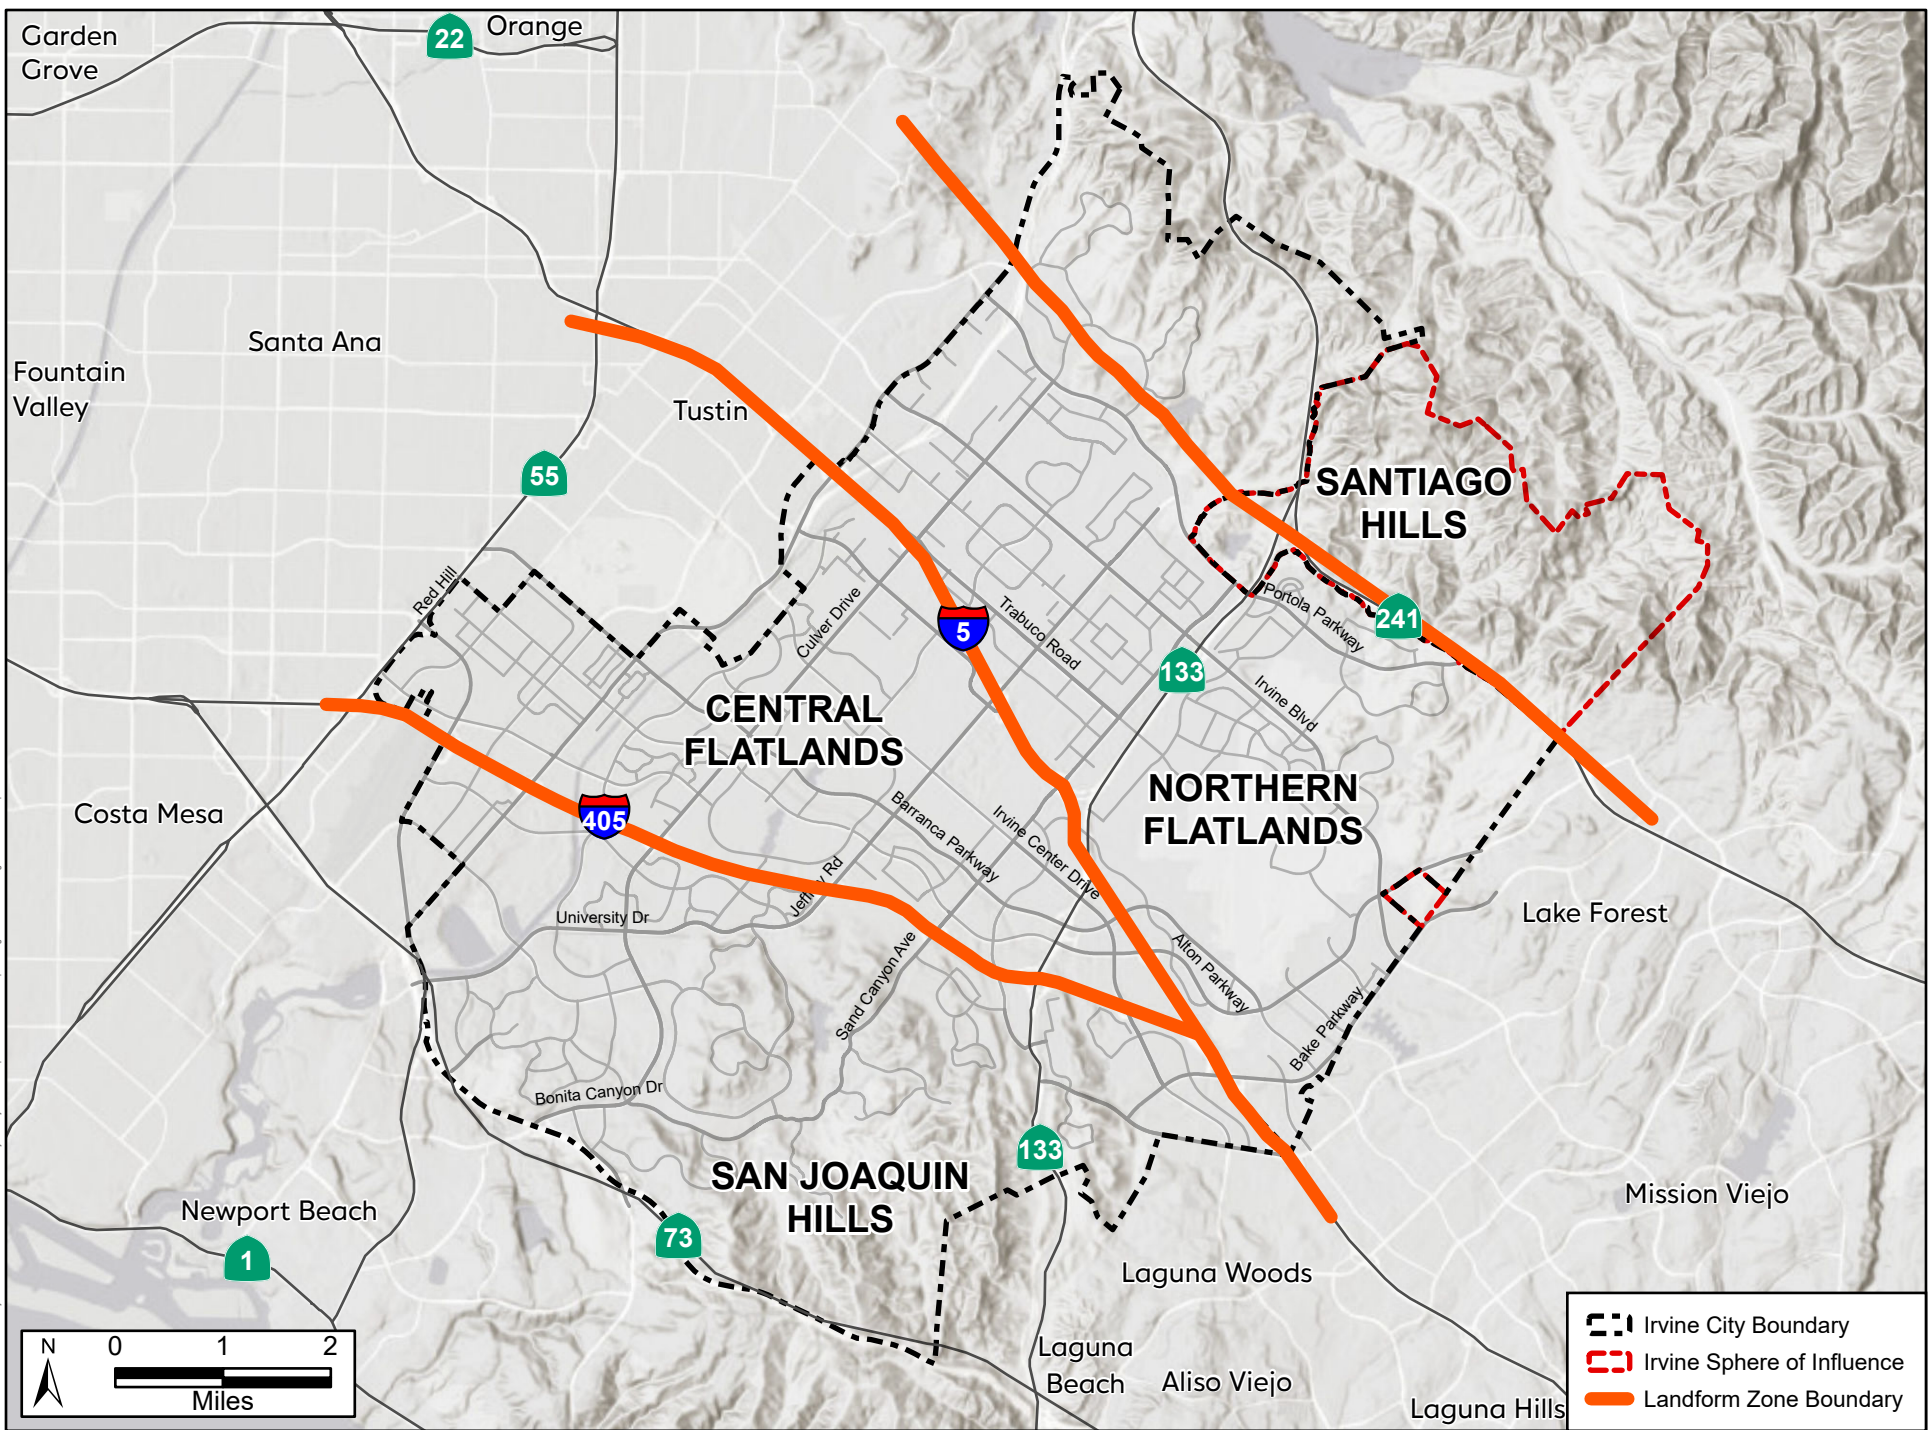 Garden
Grove
22
Orange
Santa Ana
Fountain
Valley
Tustin
55
SANTIAGO
HILLS
Red Hill
Culver Drive
5
Trabuco Road
Portola Parkway
241
133
Irvine Blvd
CENTRAL
FLATLANDS
NORTHERN
FLATLANDS
Costa Mesa
405
Barranca Parkway
Irvine Center Drive
Jeffrey Rd
University Dr
Lake Forest
Sand Canyon Ave
Alton Parkway
Bake Parkway
Bonita Canyon Dr
133
SAN JOAQUIN
HILLS
Newport Beach
73
1
Mission Viejo
Laguna Woods
Laguna
Beach
Aliso Viejo
Laguna Hills
N
0 1 2
Miles
Irvine City Boundary
Irvine Sphere of Influence
Landform Zone Boundary